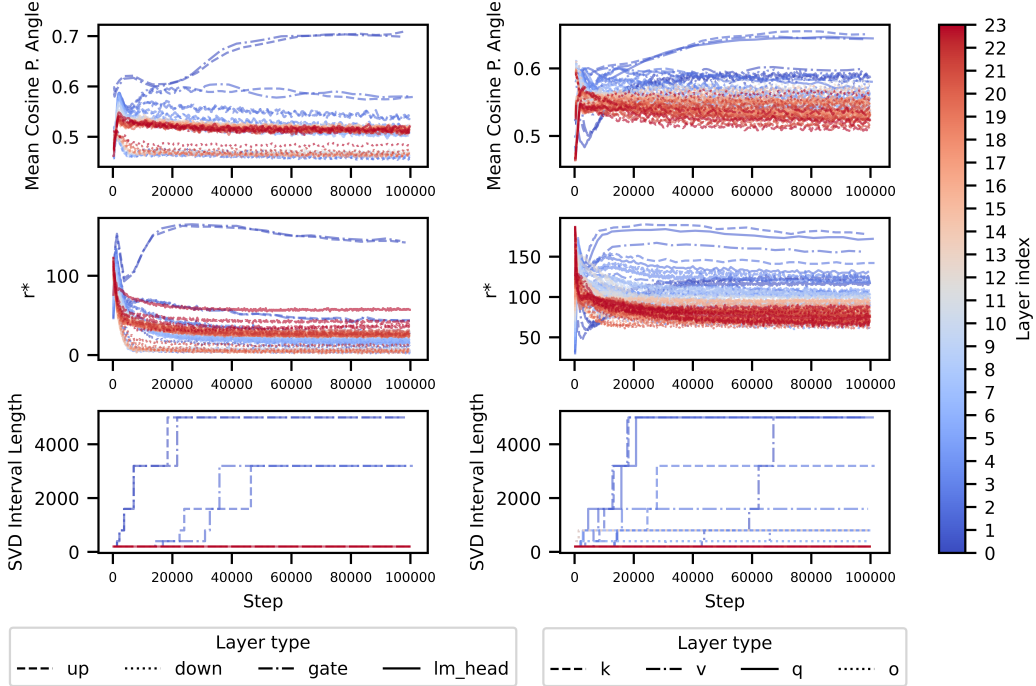 Mean Cosine P. Angle
0.7
0.6
0.5
0 20000 40000 60000 80000 100000
Mean Cosine P. Angle
0.6
0.5
0 20000 40000 60000 80000 100000
r*
100
0
0 20000 40000 60000 80000 100000
r*
150
100
50
0 20000 40000 60000 80000 100000
SVD Interval Length
4000
2000
0
0 20000 40000 60000 80000 100000
Step
SVD Interval Length
4000
2000
0
0 20000 40000 60000 80000 100000
Step
23
22
21
20
19
18
17
16
15
14
13
12
11
10
9
8
7
6
5
4
3
2
1
0
Layer index
Layer type
up down gate lm_head
Layer type
k v q o